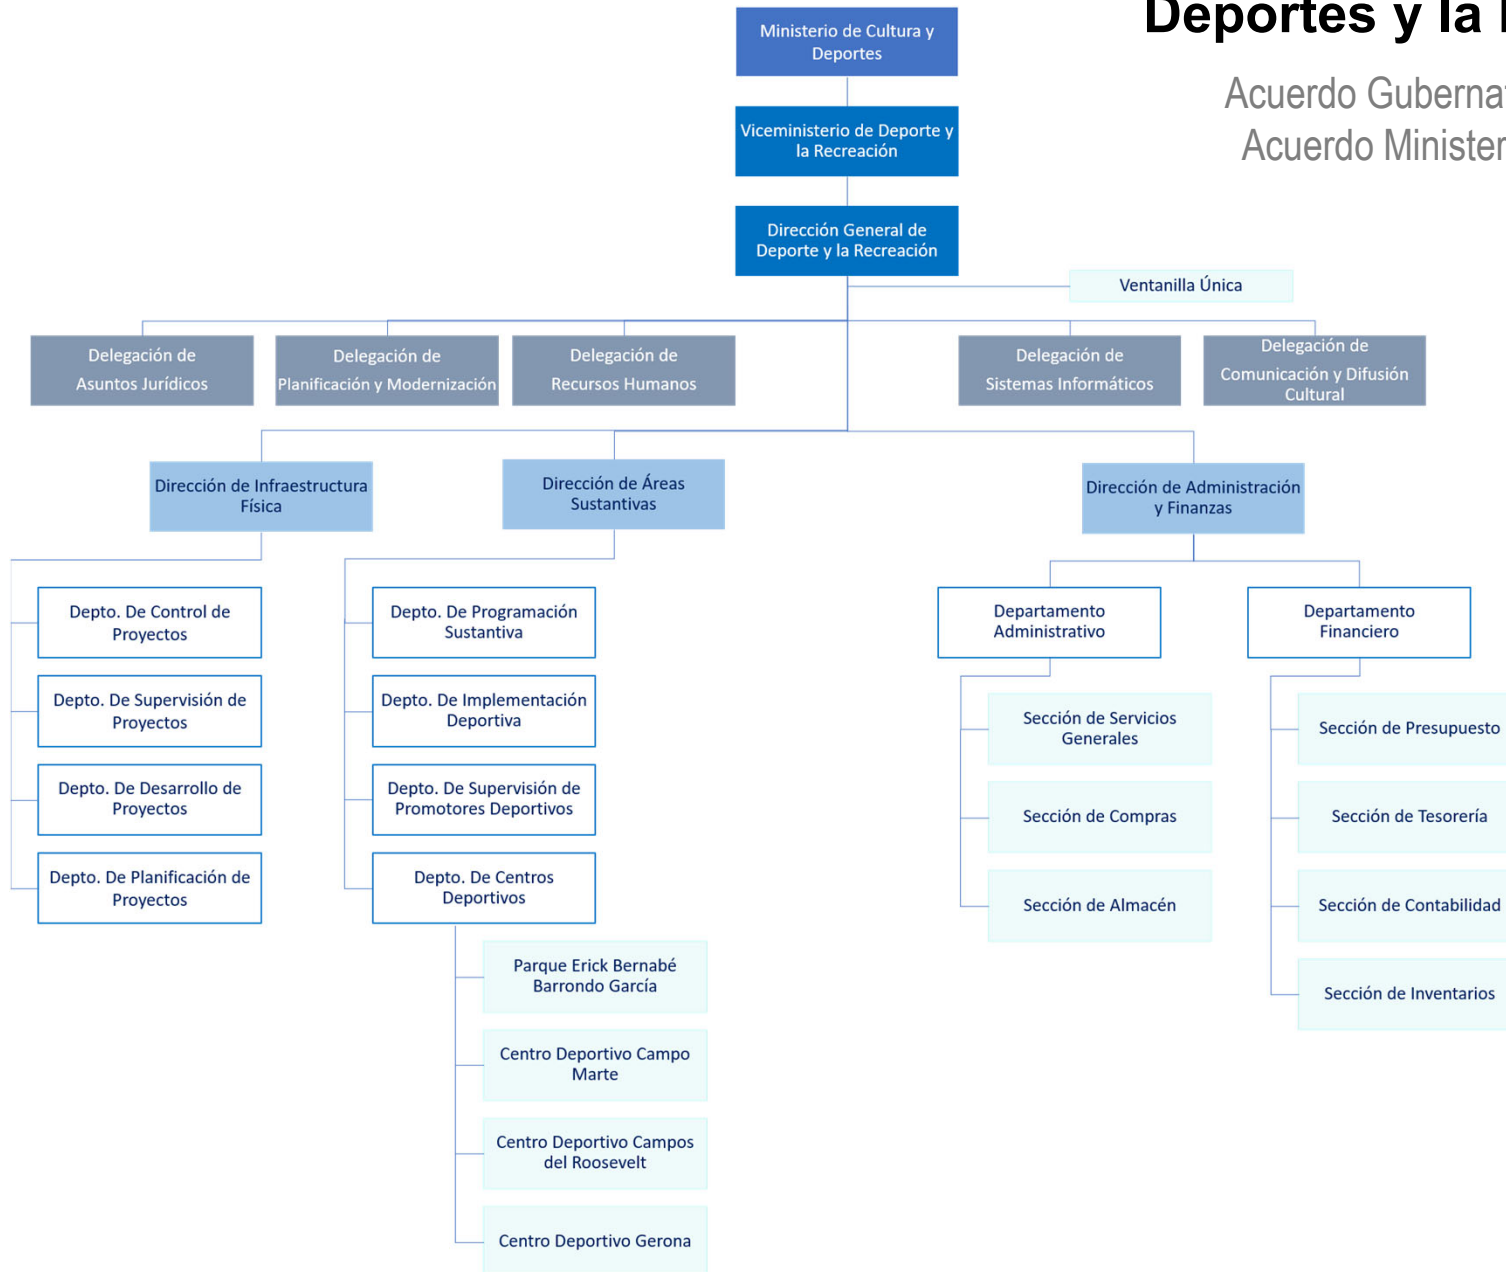 Deportes y la
Acuerdo Guberna
Acuerdo Minister
Ministerio de Cultura y
Deportes
Viceministerio de Deporte y
la Recreación
Dirección General de
Deporte y la Recreación
Ventanilla Única
Delegación de
Asuntos Jurídicos
Delegación de
Planificación y Modernización
Delegación de
Recursos Humanos
Delegación de
Sistemas Informáticos
Delegación de
Comunicación y Difusión
Cultural
Dirección de Infraestructura
Física
Dirección de Áreas
Sustantivas
Dirección de Administración
y Finanzas
Depto. De Control de
Proyectos
Depto. De Supervisión de
Proyectos
Depto. De Desarrollo de
Proyectos
Depto. De Planificación de
Proyectos
Depto. De Programación
Sustantiva
Depto. De Implementación
Deportiva
Depto. De Supervisión de
Promotores Deportivos
Depto. De Centros
Deportivos
Parque Erick Bernabé
Barrondo García
Centro Deportivo Campo
Marte
Centro Deportivo Campos
del Roosevelt
Centro Deportivo Gerona
Departamento
Administrativo
Sección de Servicios
Generales
Sección de Compras
Sección de Almacén
Departamento
Financiero
Sección de Presupuesto
Sección de Tesorería
Sección de Contabilidad
Sección de Inventarios